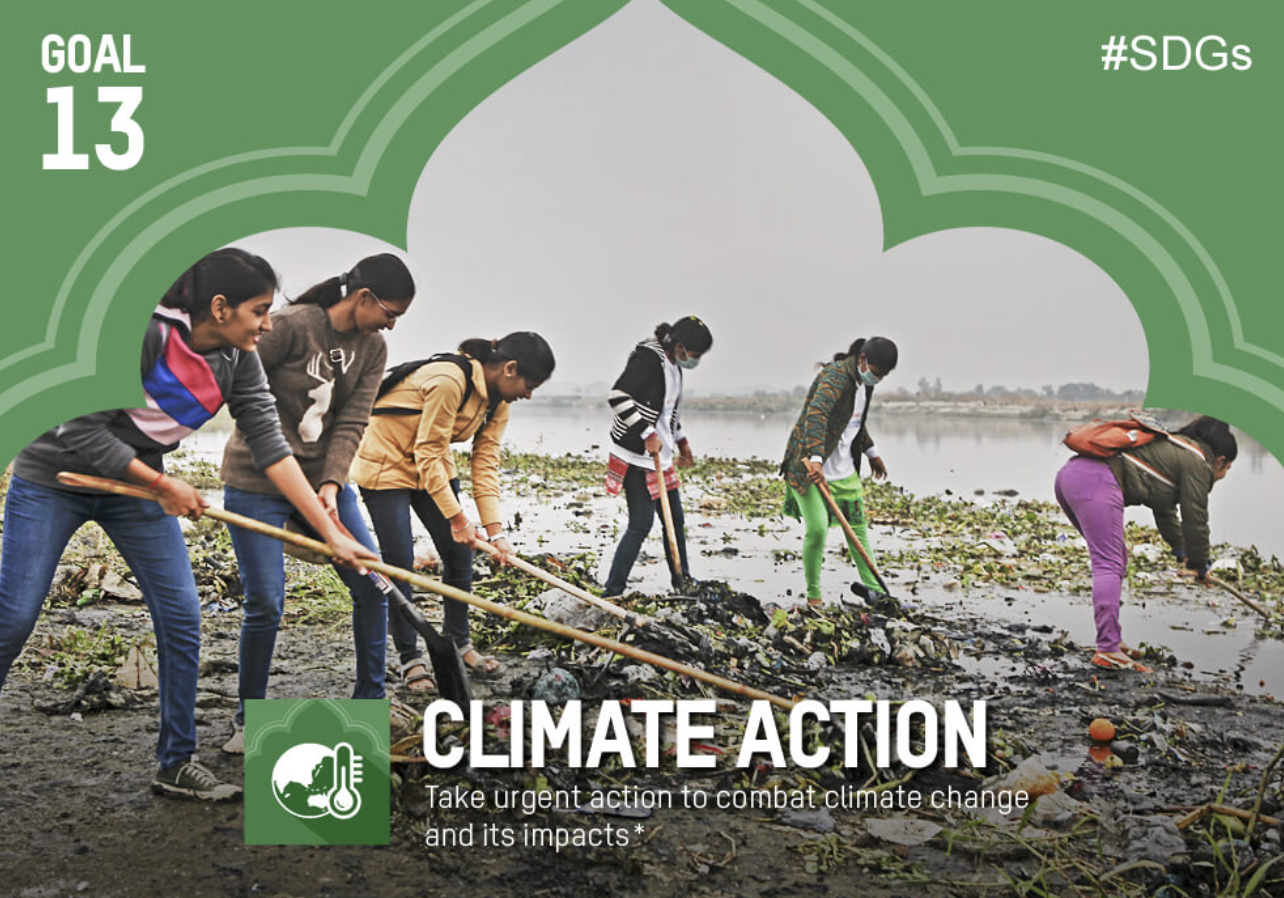 GOAL
13
#SDGs
CLIMATE ACTION
Take urgent action to combat climate change
and its impacts*